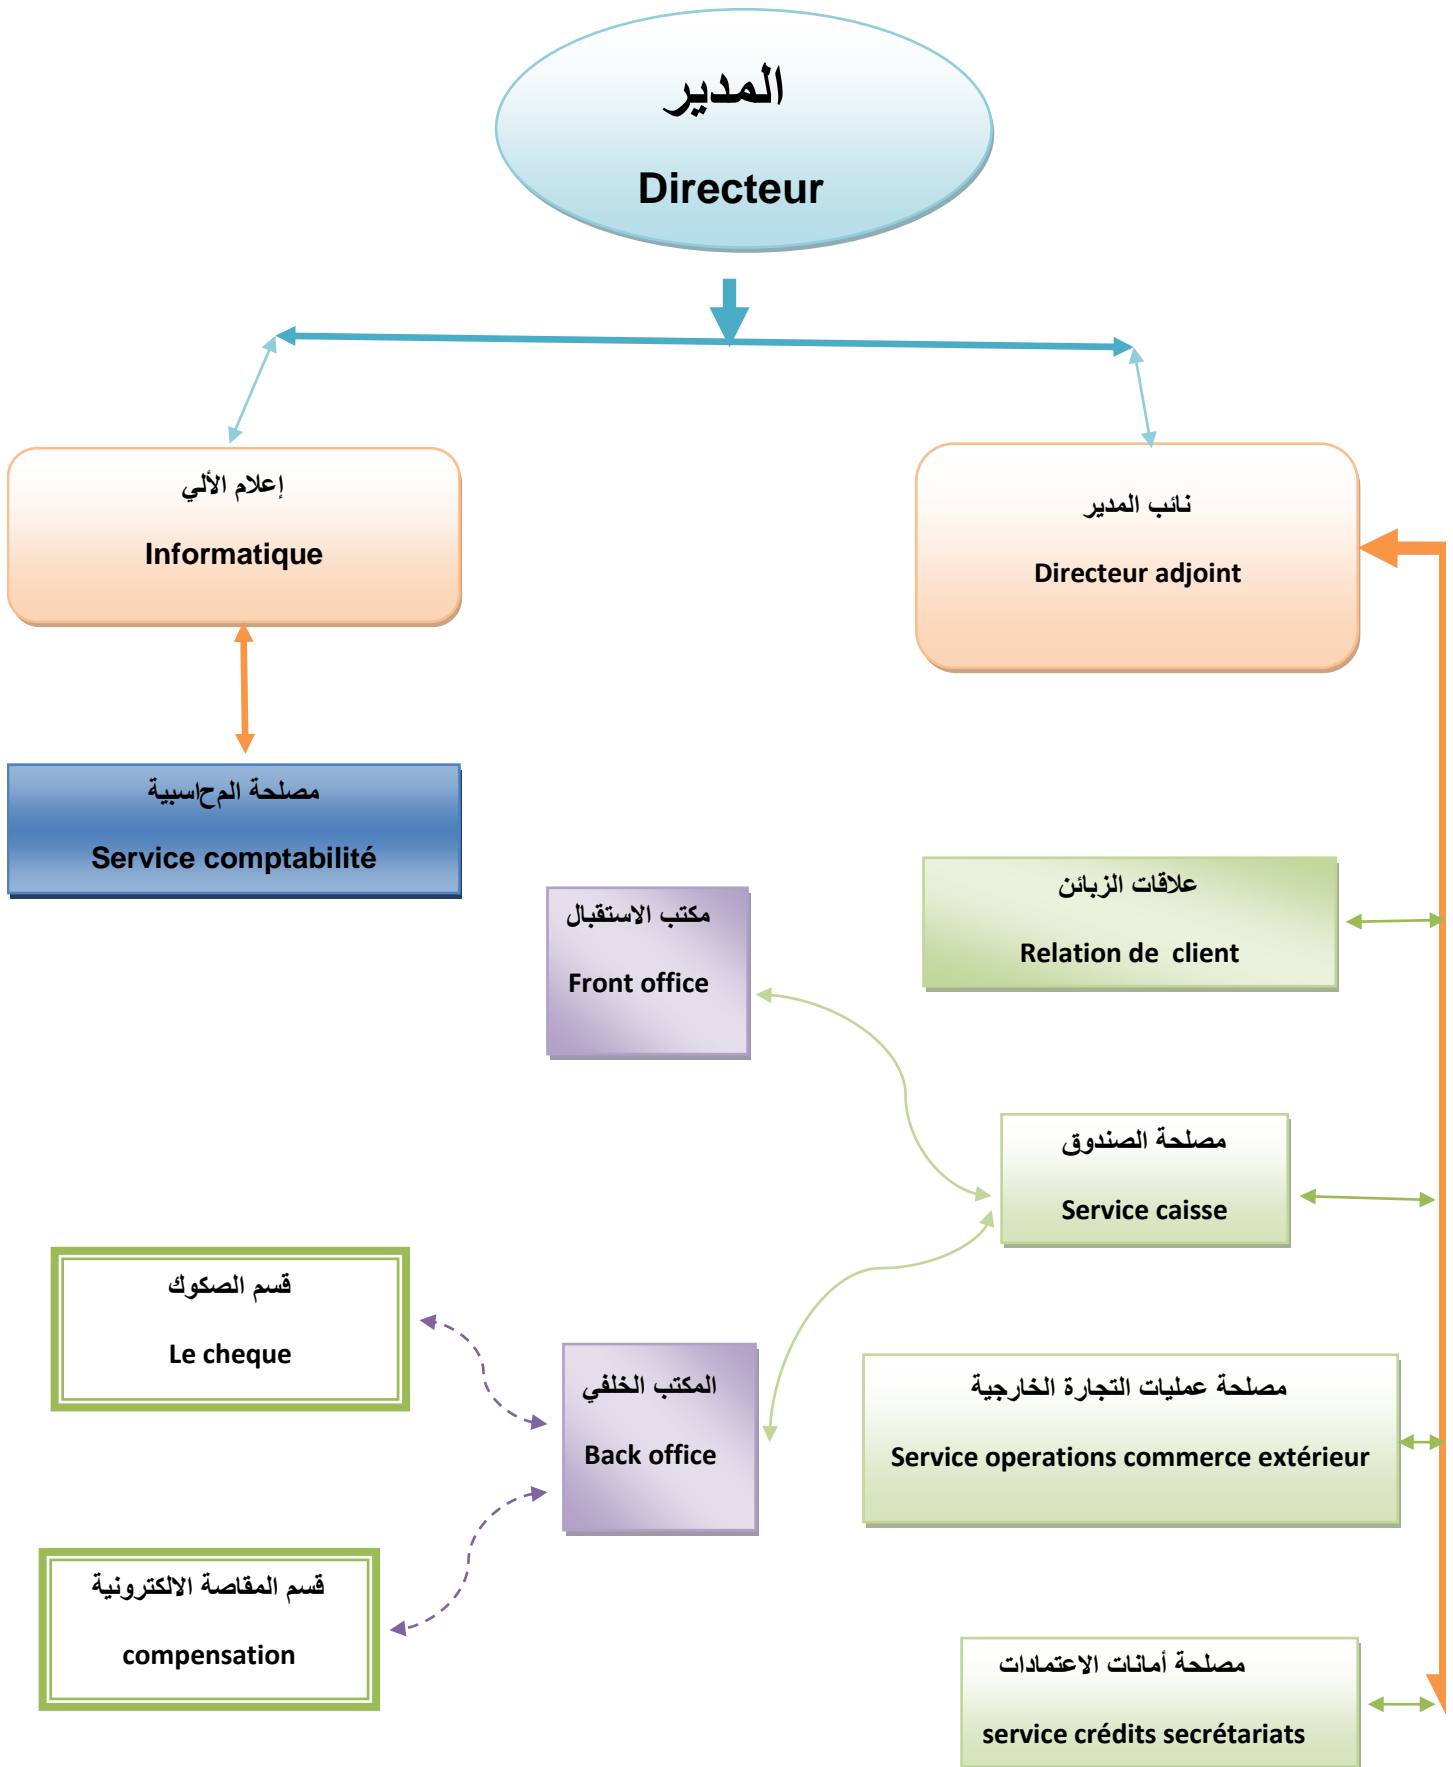 المدير
Directeur
إعلام الألي
Informatique
نائب المدير
Directeur adjoint
مصلحة المحاسبية
Service comptabilité
علاقات الزبائن
Relation de client
مكتب الاستقبال
Front office
مصلحة الصندوق
Service caisse
قسم الصكوك
Le cheque
المكتب الخلفي
Back office
مصلحة عمليات التجارة الخارجية
Service operations commerce extérieur
قسم المقاصة الالكترونية
compensation
مصلحة أمانات الاعتمادات
service crédits secrétariats